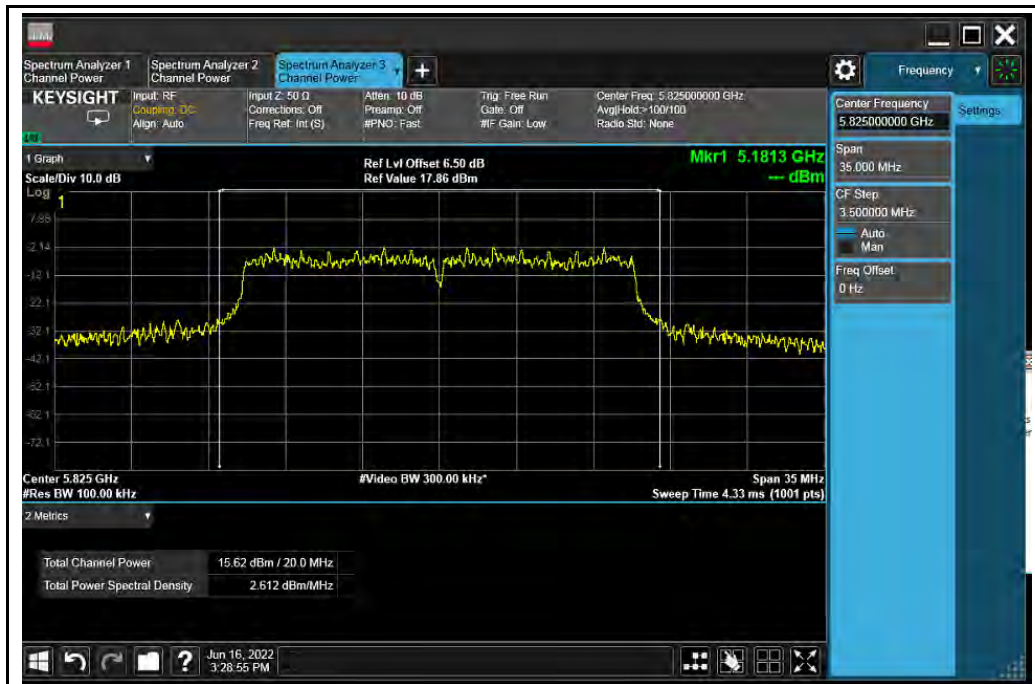 Spectrum Analyzer 1
Channel Power
Spectrum Analyzer 2
Channel Power
Spectrum Analyzer 3
Channel Power
+
Frequency
KEYSIGHT
Input: RF
Coupling: DC
Align: Auto
Input Z: 50 Ω
Corrections: Off
Freq Ref: Int (S)
Atten: 10 dB
Preamp: Off
#PNO: Fast
Trig: Free Run
Gate: Off
#IF Gain: Low
Center Freq: 5.825000000 GHz
Avg|Hold:>100/100
Radio Std: None
Center Frequency
5.825000000 GHz
Settings
Span
35.000 MHz
CF Step
3.500000 MHz
Auto
Man
Freq Offset
0 Hz
1 Graph
Scale/Div 10.0 dB
Ref Lvl Offset 6.50 dB
Ref Value 17.86 dBm
Mkr1 5.1813 GHz
--- dBm
Log
1
7.86
-2.14
-12.1
-22.1
-32.1
-42.1
-52.1
-62.1
-72.1
Center 5.825 GHz
#Video BW 300.00 kHz*
Span 35 MHz
#Res BW 100.00 kHz
Sweep Time 4.33 ms (1001 pts)
2 Metrics
Total Channel Power 15.62 dBm / 20.0 MHz
Total Power Spectral Density 2.612 dBm/MHz
?
Jun 16, 2022
3:28:55 PM